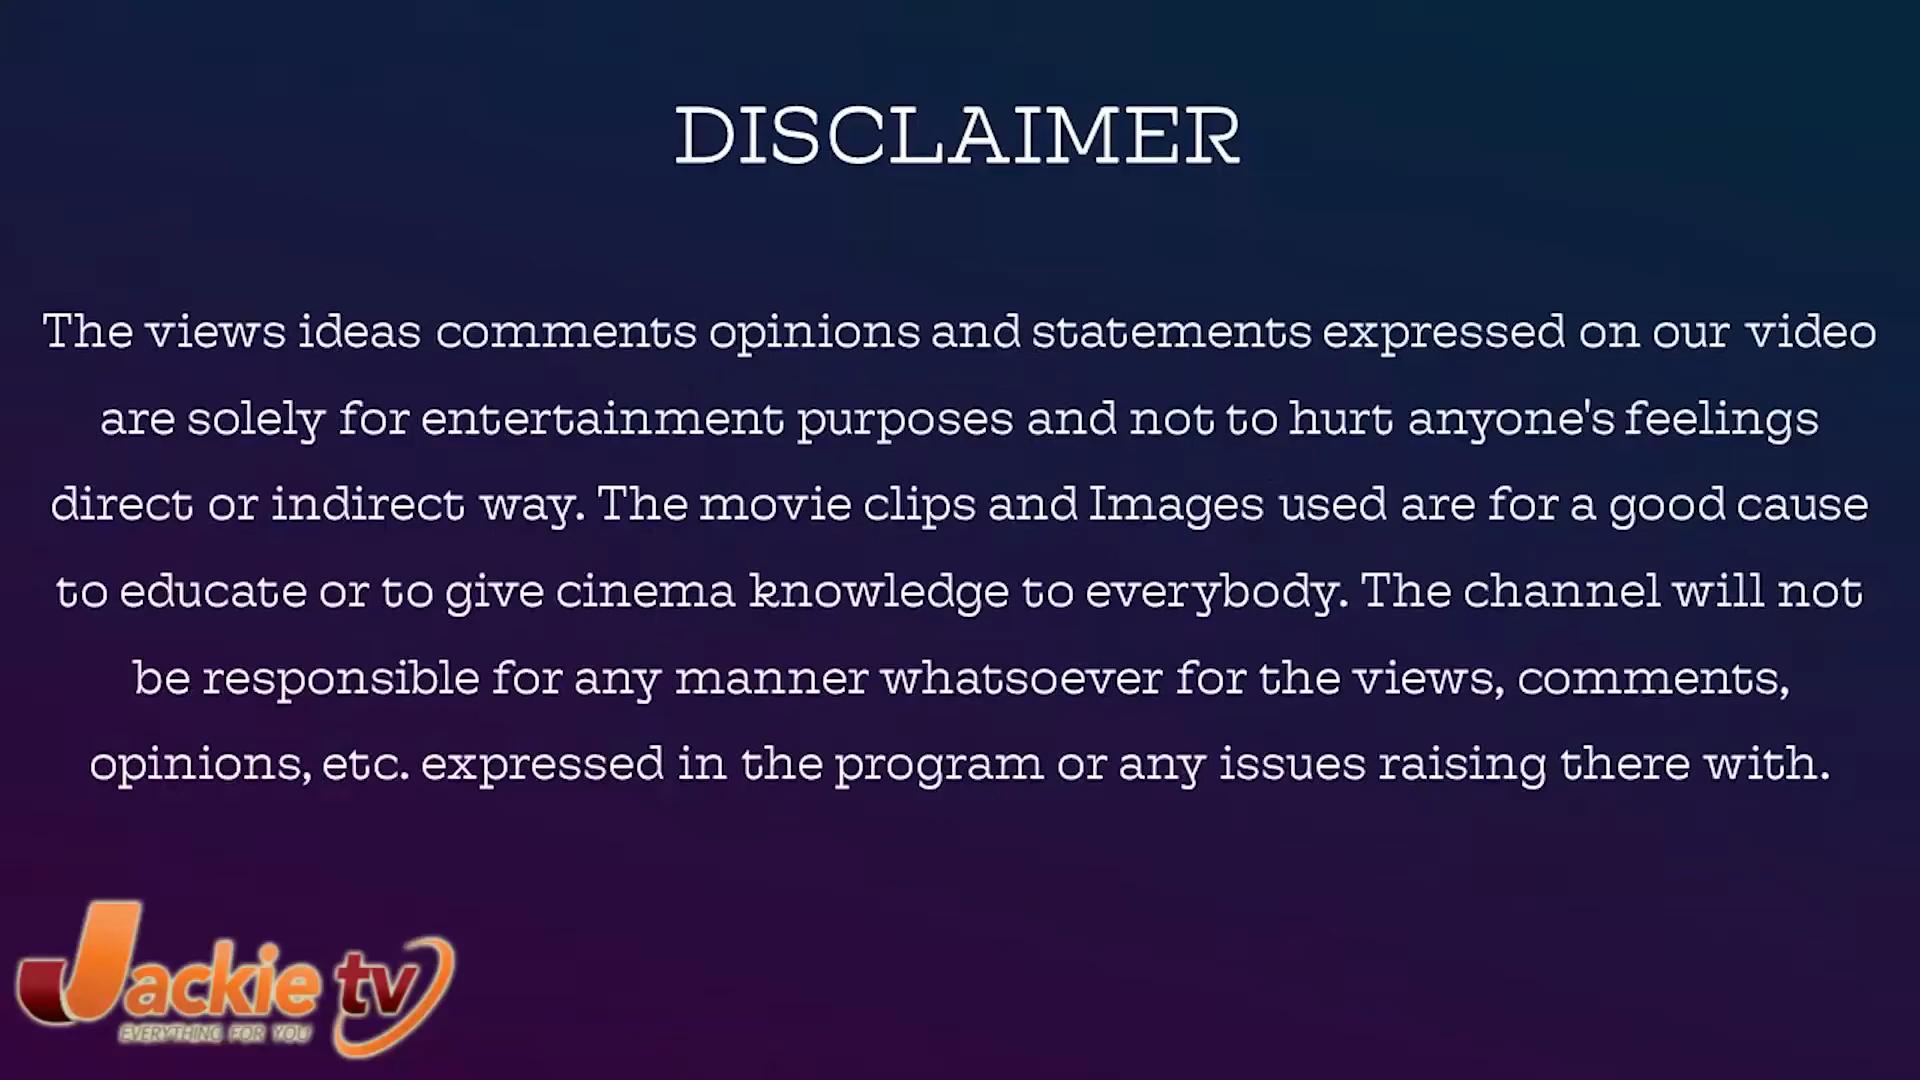 DISCLAIMER
The views ideas comments opinions and statements expressed on our video
are solely for entertainment purposes and not to hurt anyone's feelings
direct or indirect way. The movie clips and Images used are for a good cause
to educate or to give cinema knowledge to everybody. The channel will not
be responsible for any manner whatsoever for the views, comments,
opinions, etc. expressed in the program or any issues raising there with.
Jackie tv
EVERYTHING FOR YOU